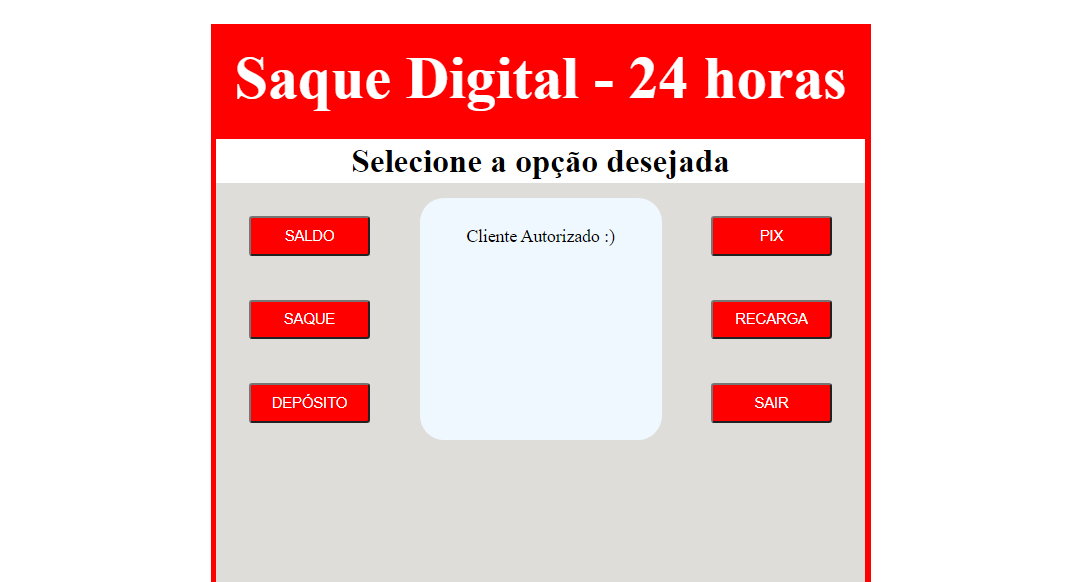 Saque Digital - 24 horas
Selecione a opção desejada
SALDO
Cliente Autorizado :)
PIX
SAQUE
RECARGA
DEPÓSITO
SAIR